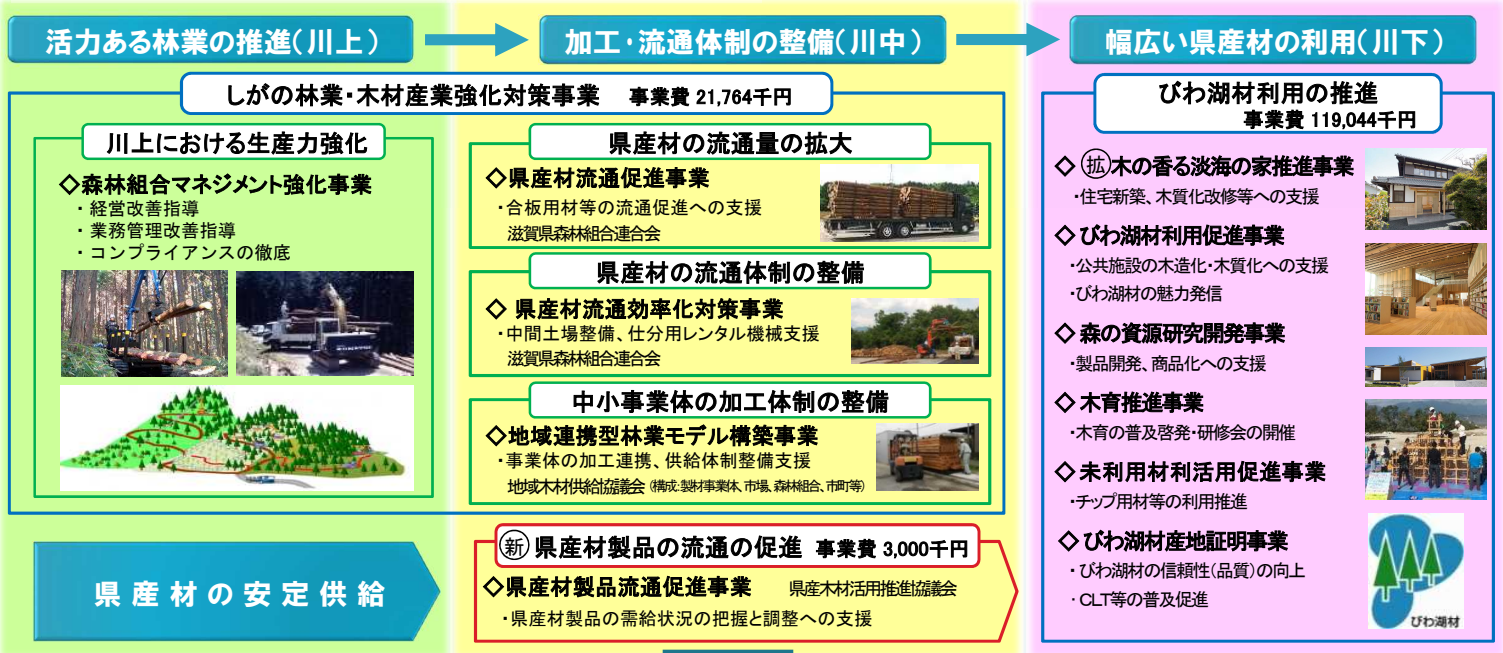 活力ある林業の推進(川上)
加工・流通体制の整備(川中)
幅広い県産材の利用(川下)
しがの林業・木材産業強化対策事業 事業費 21,764千円
川上における生産力強化
◇森林組合マネジメント強化事業
・経営改善指導
・業務管理改善指導
・コンプライアンスの徹底
県産材の流通量の拡大
◇県産材流通促進事業
・合板用材等の流通促進への支援
滋賀県森林組合連合会
県産材の流通体制の整備
◇県産材流通効率化対策事業
・中間土場整備、仕分用レンタル機械支援
滋賀県森林組合連合会
中小事業体の加工体制の整備
◇地域連携型林業モデル構築事業
・事業体の加工連携、供給体制整備支援
地域木材供給協議会 (構成:製材事業体、市場、森林組合、市町等)
県産材の安定供給
㊟県産材製品の流通の促進 事業費 3,000千円
◇県産材製品流通促進事業 県産木材活用推進協議会
・県産材製品の需給状況の把握と調整への支援
びわ湖材利用の推進
事業費 119,044千円
◇拡木の香る淡海の家推進事業
・住宅新築、木質化改修等への支援
◇びわ湖材利用促進事業
・公共施設の木造化・木質化への支援
・びわ湖材の魅力発信
◇森の資源研究開発事業
・製品開発、商品化への支援
◇木育推進事業
・木育の普及啓発・研修会の開催
◇未利用材利活用促進事業
・チップ用材等の利用推進
◇びわ湖材産地証明事業
・びわ湖材の信頼性(品質)の向上
・CLT等の普及促進
びわ湖材